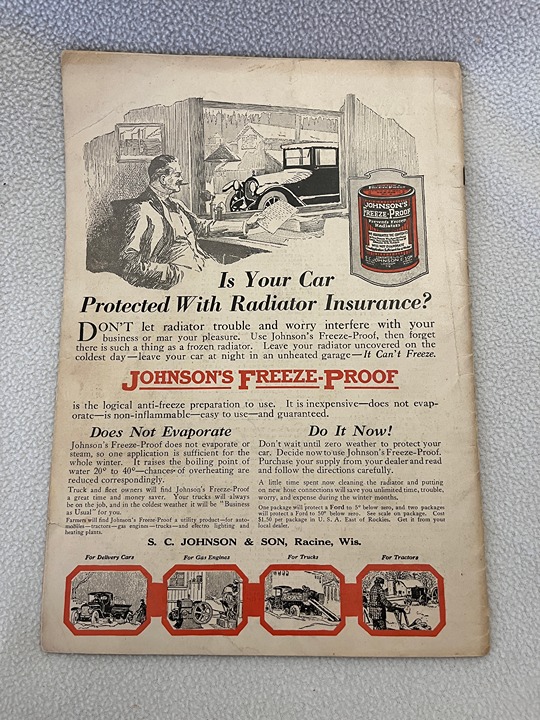 JOHNSON'S
FREEZE-PROOF
Prevents Frozen
Radiators
S.C. JOHNSON & SON
Is Your Car
Protected With Radiator Insurance?
DON'T let radiator trouble and worry interfere with your
business or mar your pleasure. Use Johnson's Freeze-Proof, then forget
there is such a thing as a frozen radiator. Leave your radiator uncovered on the
coldest day—leave your car at night in an unheated garage—It Can't Freeze.
JOHNSON'S FREEZE-PROOF
is the logical anti-freeze preparation to use. It is inexpensive—does not evap-
orate—is non-inflammable—easy to use—and guaranteed.
Does Not Evaporate
Johnson's Freeze-Proof does not evaporate or
steam, so one application is sufficient for the
whole winter. It raises the boiling point of
water 20° to 40°—chances of overheating are
reduced correspondingly.
Truck and fleet owners will find Johnson's Freeze-Proof
a great time and money saver. Your trucks will always
be on the job, and in the coldest weather it will be "Business
as Usual" for you.
Farmers will find Johnson's Freeze-Proof a utility product—for auto-
mobiles—tractors—gas engines—trucks—and electro lighting and
heating plants.
Do It Now!
Don't wait until zero weather to protect your
car. Decide now to use Johnson's Freeze-Proof.
Purchase your supply from your dealer and read
and follow the directions carefully.
A little time spent now cleaning the radiator and putting
on new hose connections will save you unlimited time, trouble,
worry, and expense during the winter months.
One package will protect a Ford to 5° below zero, and two packages
will protect a Ford to 50° below zero. See scale on package. Cost
$1.50 per package in U. S. A. East of Rockies. Get it from your
local dealer.
S. C. JOHNSON & SON, Racine, Wis.
For Delivery Cars
For Gas Engines
For Trucks
For Tractors